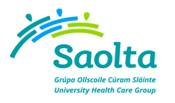 Saolta
Grúpa Ollscoile Cúram Sláinte
University Health Care Group